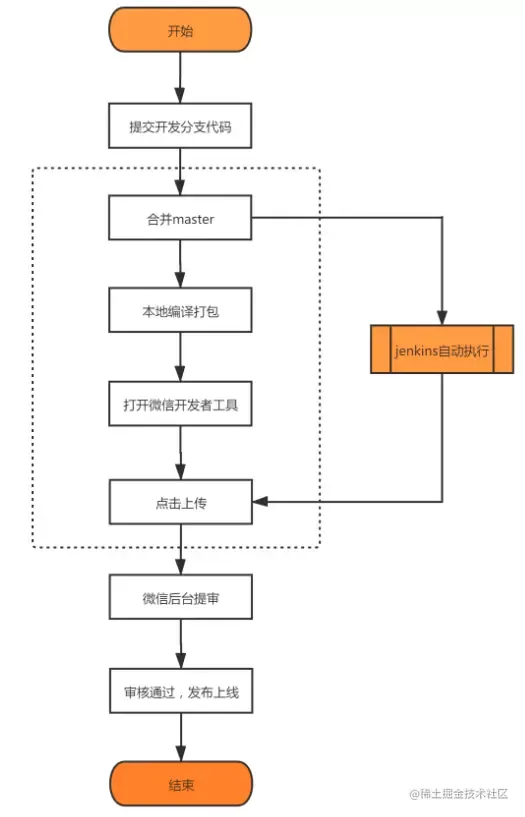 开始
提交开发分支代码
合并master
本地编译打包
jenkins自动执行
打开微信开发者工具
点击上传
微信后台提审
审核通过，发布上线
结束
@稀土掘金技术社区